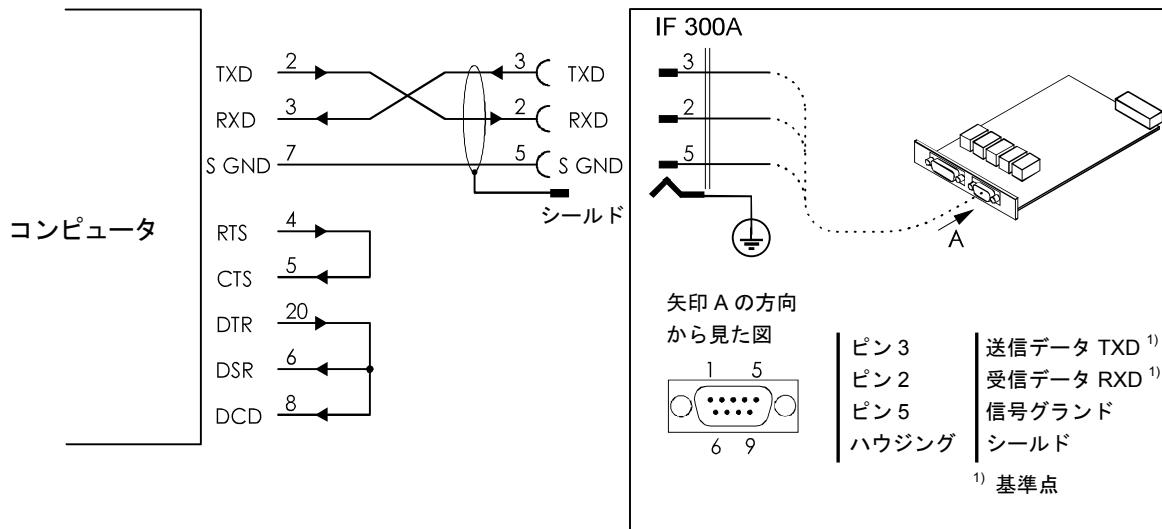 コンピュータ
TXD 2
RXD 3
S GND 7
RTS 4
CTS 5
DTR 20
DSR 6
DCD 8
3 TXD
2 RXD
5 S GND
シールド
IF 300A
3
2
5
A
矢印 A の方向
から見た図
1 5
6 9
ピン 3 送信データ TXD 1)
ピン 2 受信データ RXD 1)
ピン 5 信号グランド
ハウジング シールド
1) 基準点